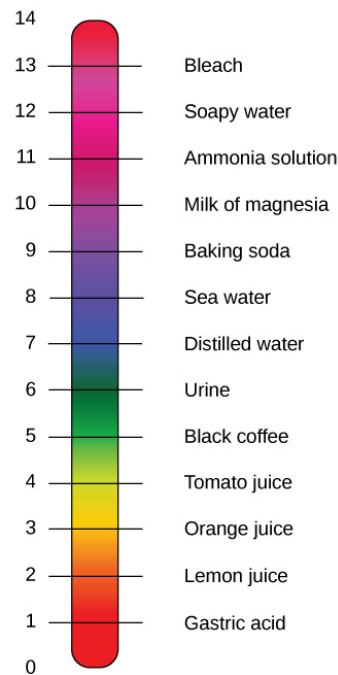 14
13 Bleach
12 Soapy water
11 Ammonia solution
10 Milk of magnesia
9 Baking soda
8 Sea water
7 Distilled water
6 Urine
5 Black coffee
4 Tomato juice
3 Orange juice
2 Lemon juice
1 Gastric acid
0